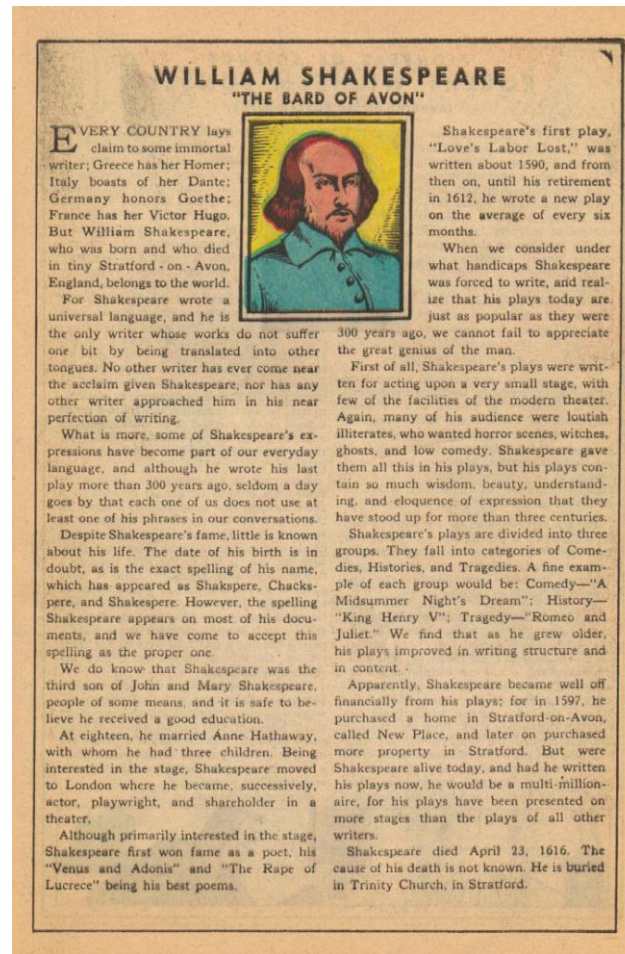 WILLIAM SHAKESPEARE
"THE BARD OF AVON"
EVERY COUNTRY lays
claim to some immortal
writer; Greece has her Homer;
Italy boasts of her Dante;
Germany honors Goethe;
France has her Victor Hugo.
But William Shakespeare,
who was born and who died
in tiny Stratford - on - Avon,
England, belongs to the world.
For Shakespeare wrote a
universal language, and he is
the only writer whose works do not suffer
one bit by being translated into other
tongues. No other writer has ever come near
the acclaim given Shakespeare, nor has any
other writer approached him in his near
perfection of writing.
What is more, some of Shakespeare's ex-
pressions have become part of our everyday
language, and although he wrote his last
play more than 300 years ago, seldom a day
goes by that each one of us does not use at
least one of his phrases in our conversations.
Despite Shakespeare's fame, little is known
about his life. The date of his birth is in
doubt, as is the exact spelling of his name,
which has appeared as Shakspere, Chacks-
pere, and Shakespere. However, the spelling
Shakespeare appears on most of his docu-
ments, and we have come to accept this
spelling as the proper one.
We do know that Shakespeare was the
third son of John and Mary Shakespeare,
people of some means, and it is safe to be-
lieve he received a good education.
At eighteen, he married Anne Hathaway,
with whom he had three children. Being
interested in the stage, Shakespeare moved
to London where he became, successively,
actor, playwright, and shareholder in a
theater.
Although primarily interested in the stage,
Shakespeare first won fame as a poet, his
"Venus and Adonis" and "The Rape of
Lucrece" being his best poems.
Shakespeare's first play,
"Love's Labor Lost," was
written about 1590, and from
then on, until his retirement
in 1612, he wrote a new play
on the average of every six
months.
When we consider under
what handicaps Shakespeare
was forced to write, and real-
ize that his plays today are
just as popular as they were
300 years ago, we cannot fail to appreciate
the great genius of the man.
First of all, Shakespeare's plays were writ-
ten for acting upon a very small stage, with
few of the facilities of the modern theater.
Again, many of his audience were loutish
illiterates, who wanted horror scenes, witches,
ghosts, and low comedy. Shakespeare gave
them all this in his plays, but his plays con-
tain so much wisdom, beauty, understand-
ing, and eloquence of expression that they
have stood up for more than three centuries.
Shakespeare's plays are divided into three
groups. They fall into categories of Come-
dies, Histories, and Tragedies. A fine exam-
ple of each group would be: Comedy—"A
Midsummer Night's Dream"; History—
"King Henry V"; Tragedy—"Romeo and
Juliet." We find that as he grew older,
his plays improved in writing structure and
in content.
Apparently, Shakespeare became well off
financially from his plays; for in 1597, he
purchased a home in Stratford-on-Avon,
called New Place, and later on purchased
more property in Stratford. But were
Shakespeare alive today, and had he written
his plays now, he would be a multi-million-
aire, for his plays have been presented on
more stages than the plays of all other
writers.
Shakespeare died April 23, 1616. The
cause of his death is not known. He is buried
in Trinity Church, in Stratford.